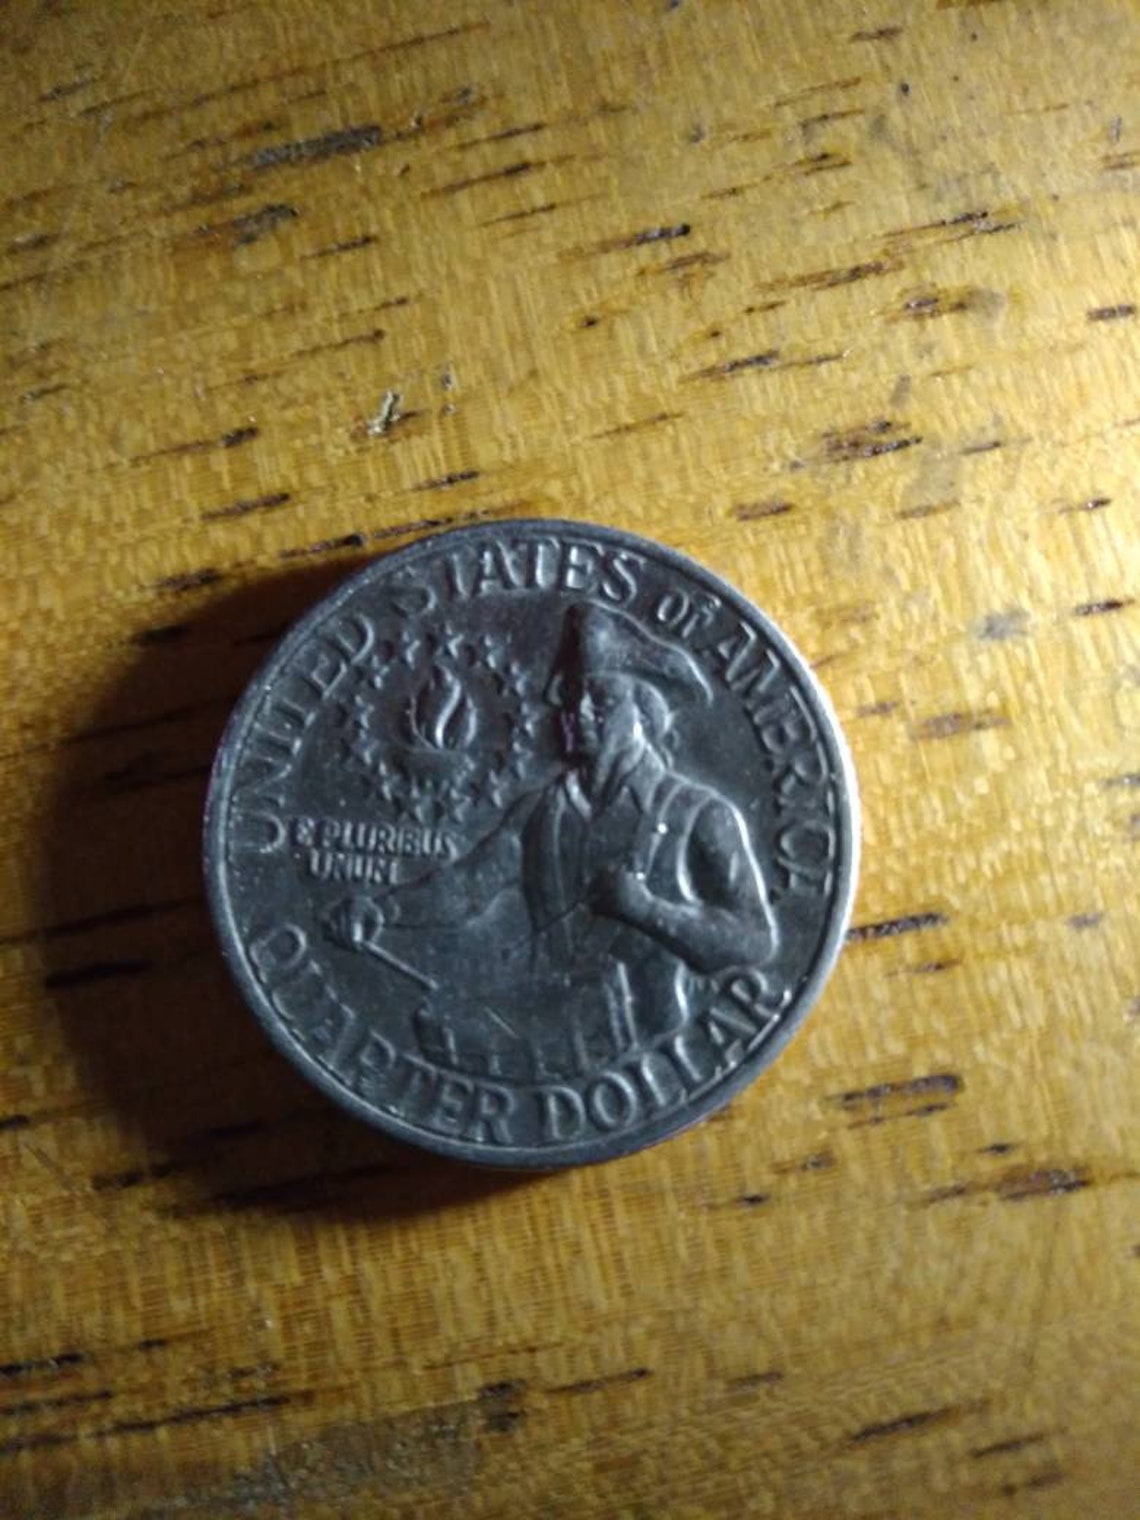 UNITED STATES of AMERICA
E PLURIBUS
UNUM
QUARTER DOLLAR